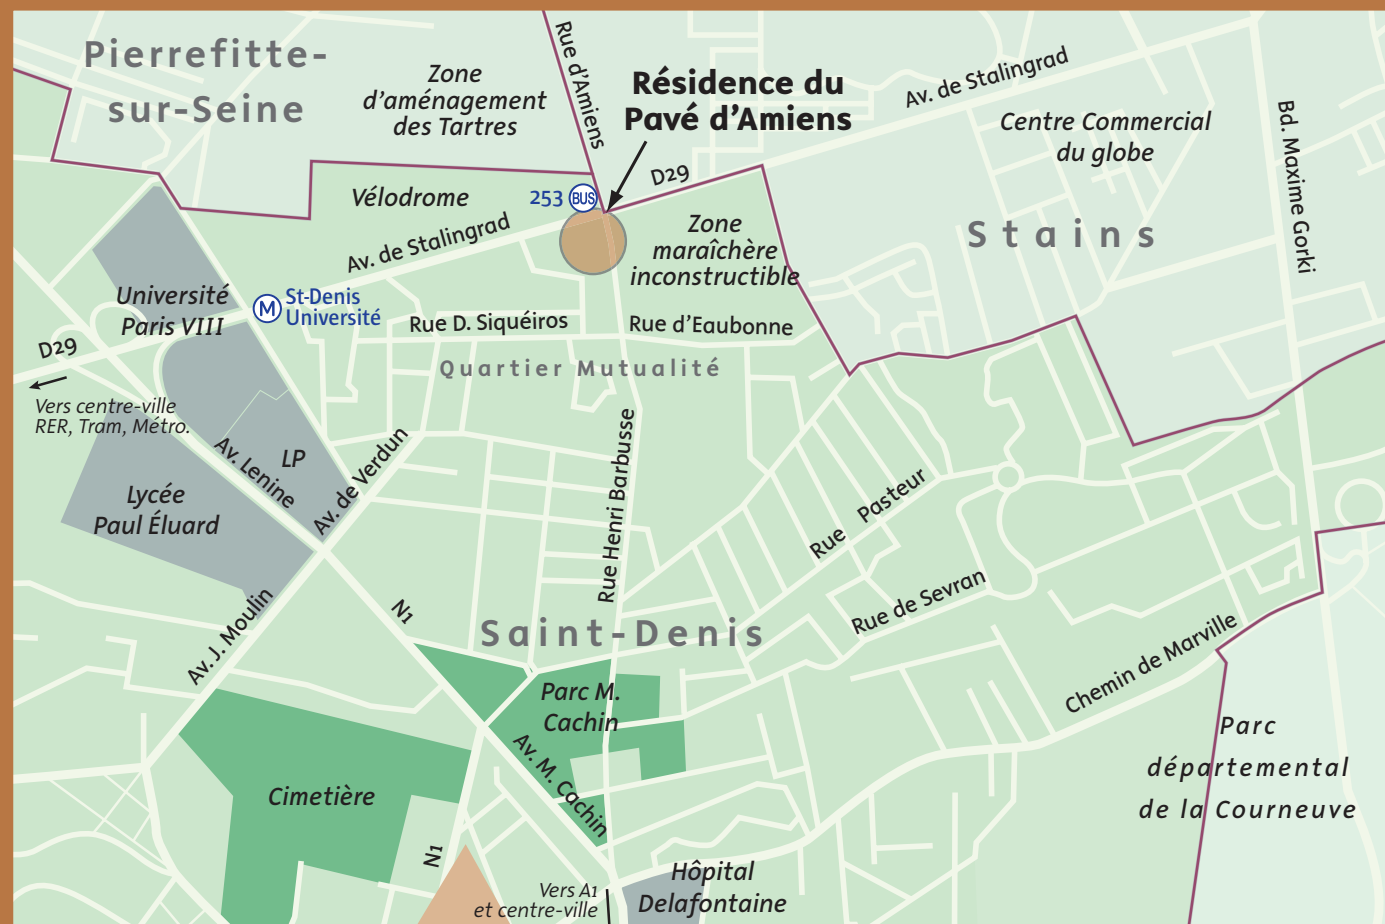 Pierrefitte-
sur-Seine
Zone
d'aménagement
des Tartres
Rue d'Amiens
Résidence du
Pavé d'Amiens
Av. de Stalingrad
Centre Commercial
du globe
Bd. Maxime Gorki
Vélodrome
253 BUS
D29
Av. de Stalingrad
Zone
maraîchère
inconstructible
Stains
Université
Paris VIII
M St-Denis
Université
Rue D. Siquéiros
Rue d'Eaubonne
D29
Quartier Mutualité
Vers centre-ville
RER, Tram, Métro.
Av. Lenine
LP
Av. de Verdun
Lycée
Paul Éluard
Rue Henri Barbusse
Rue Pasteur
Av. J. Moulin
N1
Saint-Denis
Rue de Sevran
Chemin de Marville
Parc M.
Cachin
Av. M. Cachin
Parc
départemental
de la Courneuve
Cimetière
N1
Hôpital
Delafontaine
Vers A1
et centre-ville